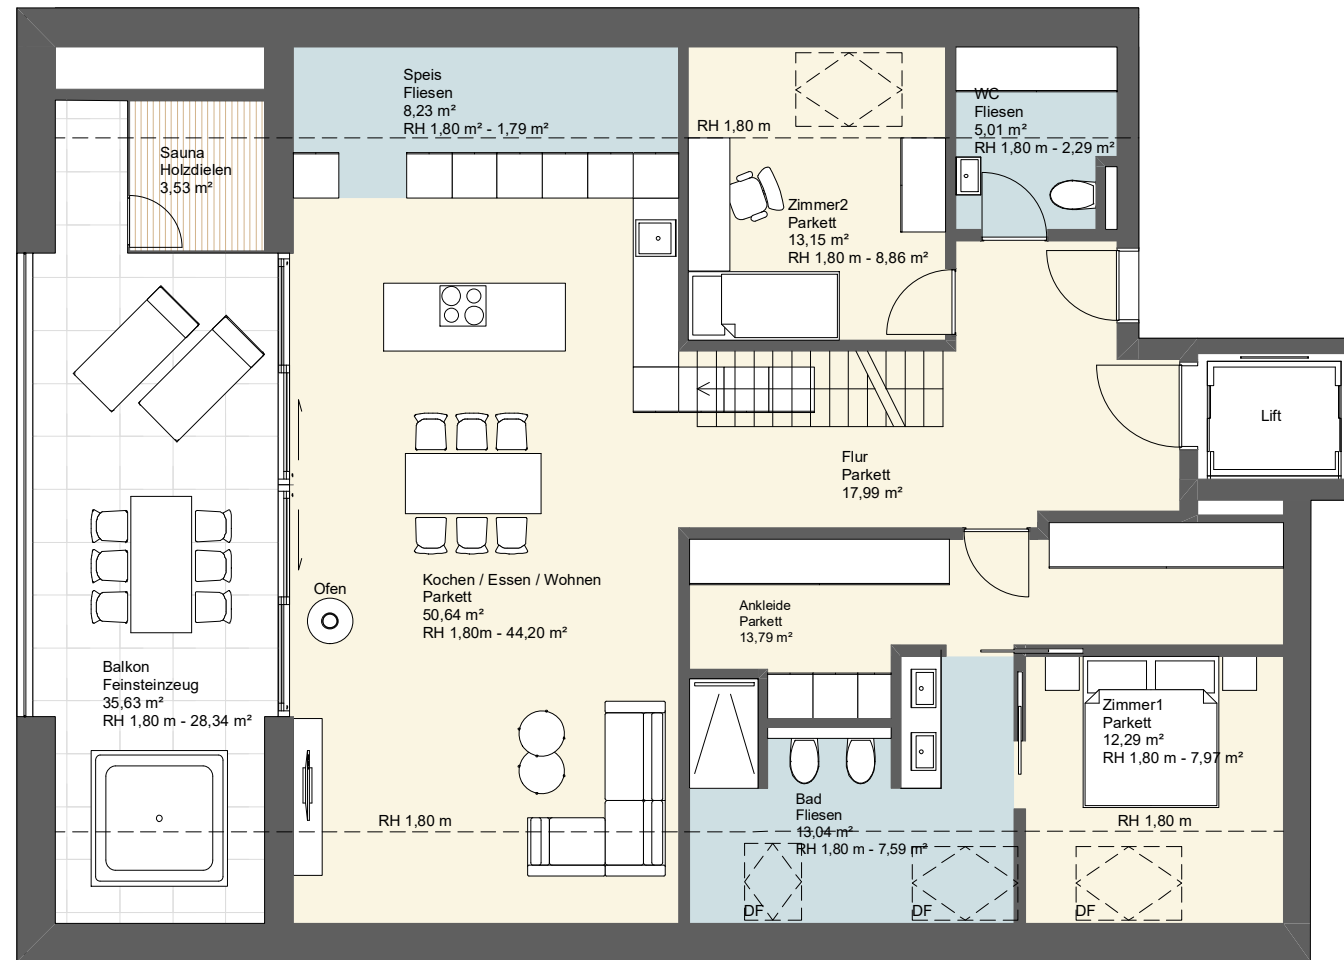 Speis
Fliesen
8,23 m²
RH 1,80 m² - 1,79 m²
WC
Fliesen
5,01 m²
RH 1,80 m - 2,29 m²
RH 1,80 m
Sauna
Holzdielen
3,53 m²
Zimmer2
Parkett
13,15 m²
RH 1,80 m - 8,86 m²
Lift
Flur
Parkett
17,99 m²
Ofen
Kochen / Essen / Wohnen
Parkett
50,64 m²
RH 1,80m - 44,20 m²
Ankleide
Parkett
13,79 m²
Balkon
Feinsteinzeug
35,63 m²
RH 1,80 m - 28,34 m²
Zimmer1
Parkett
12,29 m²
RH 1,80 m - 7,97 m²
Bad
Fliesen
13,04 m²
RH 1,80 m - 7,59 m²
RH 1,80 m
RH 1,80 m
DF
DF
DF